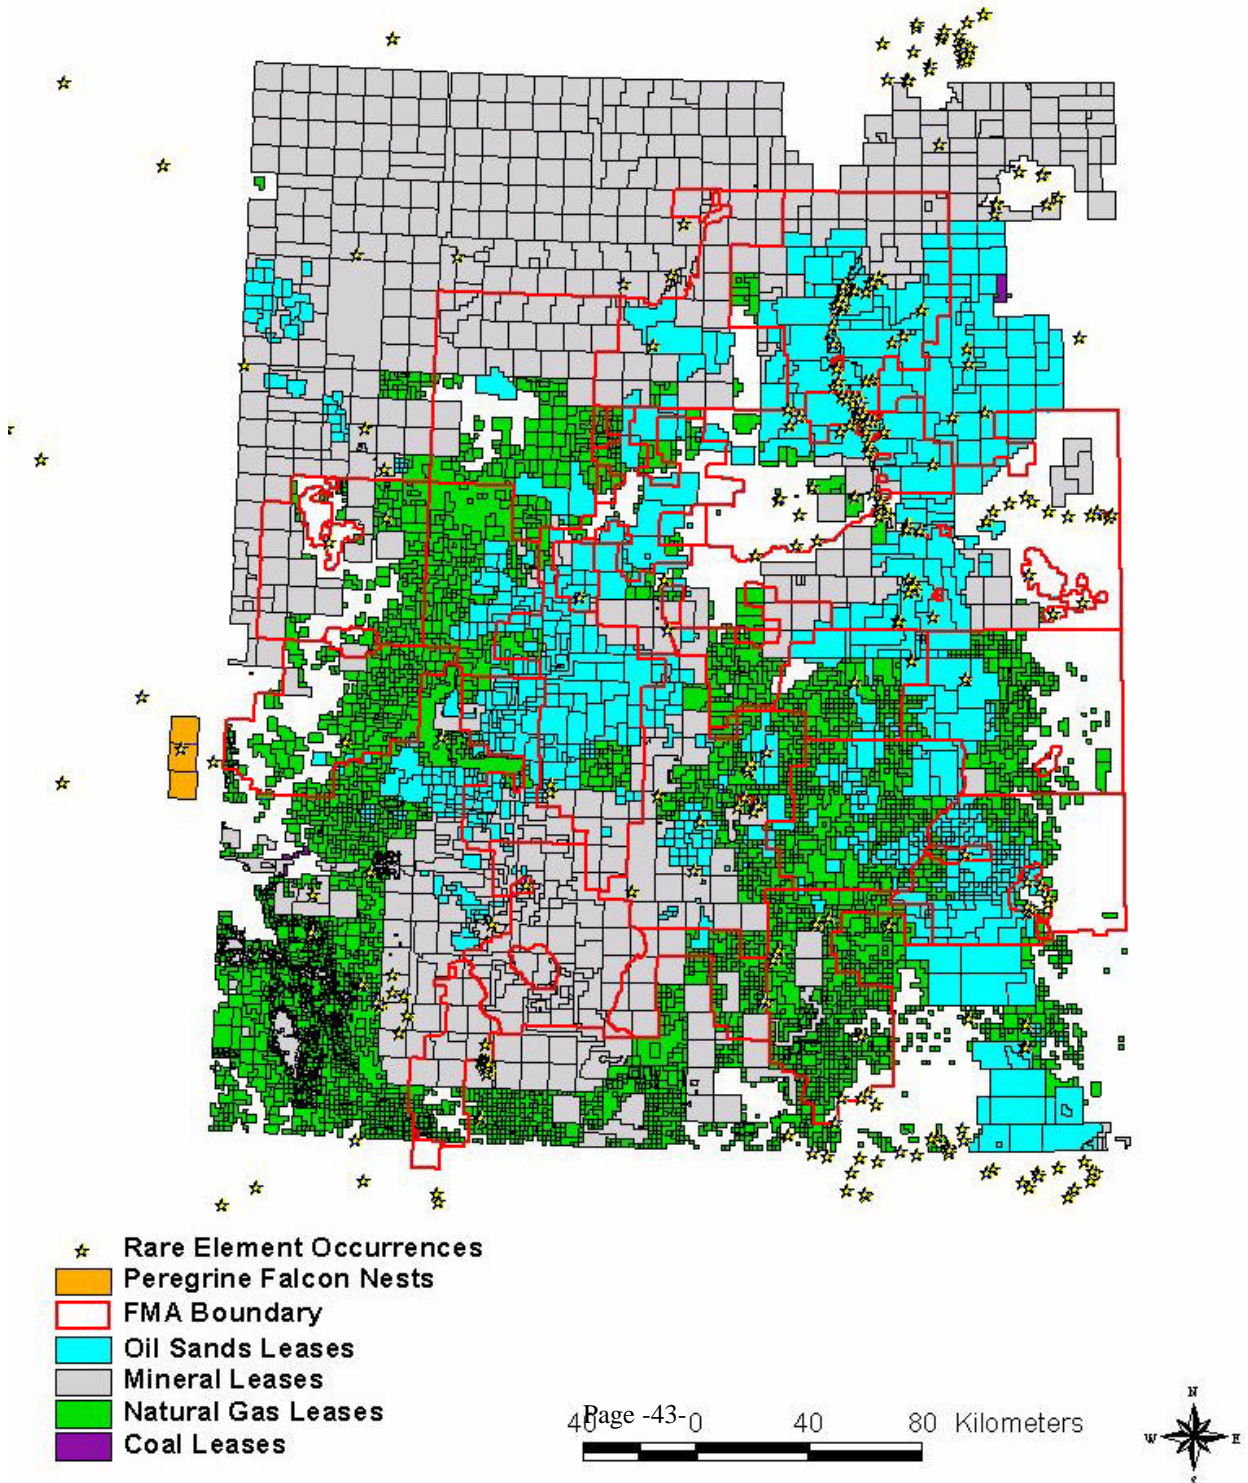 Rare Element Occurrences
Peregrine Falcon Nests
FMA Boundary
Oil Sands Leases
Mineral Leases
Natural Gas Leases
Coal Leases
40 0 40 80 Kilometers
Page -43-
N
W E
S